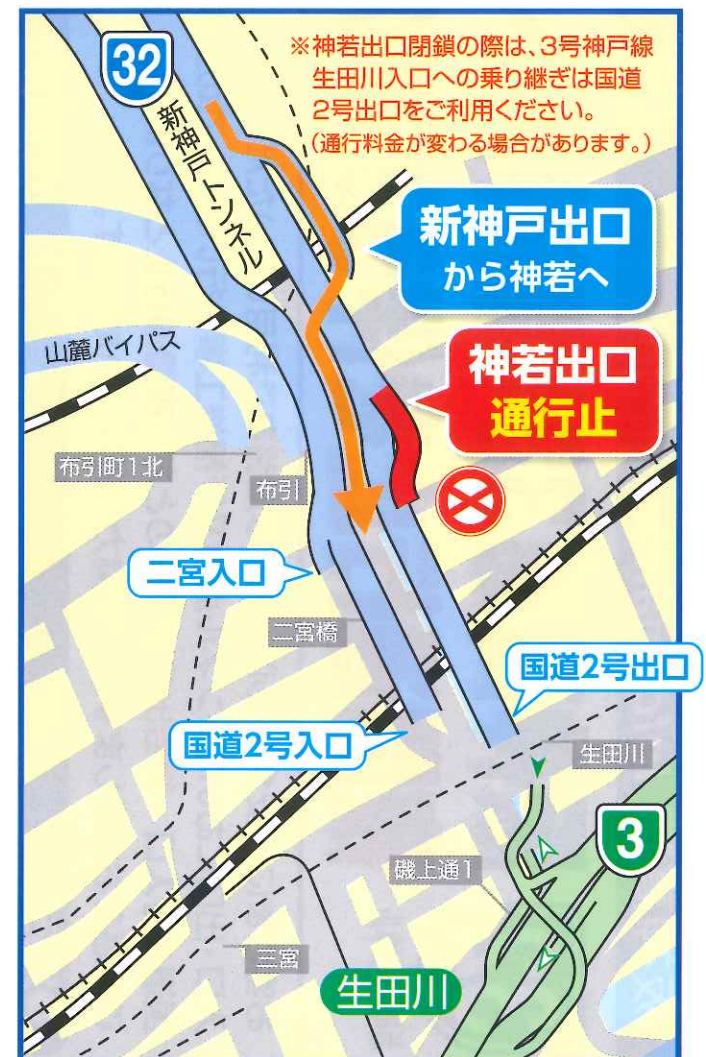 32
※神若出口閉鎖の際は、3号神戸線
生田川入口への乗り継ぎは国道
2号出口をご利用ください。
(通行料金が変わる場合があります。)
新神戸トンネル
新神戸出口
から神若へ
山麓バイパス
神若出口
通行止
布引町1北
布引
二宮入口
二宮橋
国道2号出口
国道2号入口
生田川
3
磯上通1
三宮
生田川